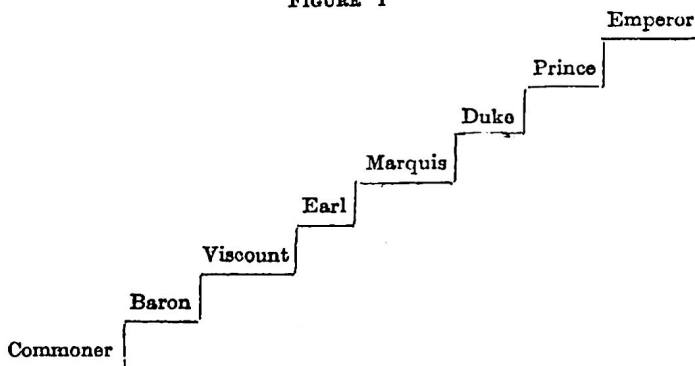 FIGURE 1
Emperor
Prince
Duke
Marquis
Earl
Viscount
Baron
Commoner